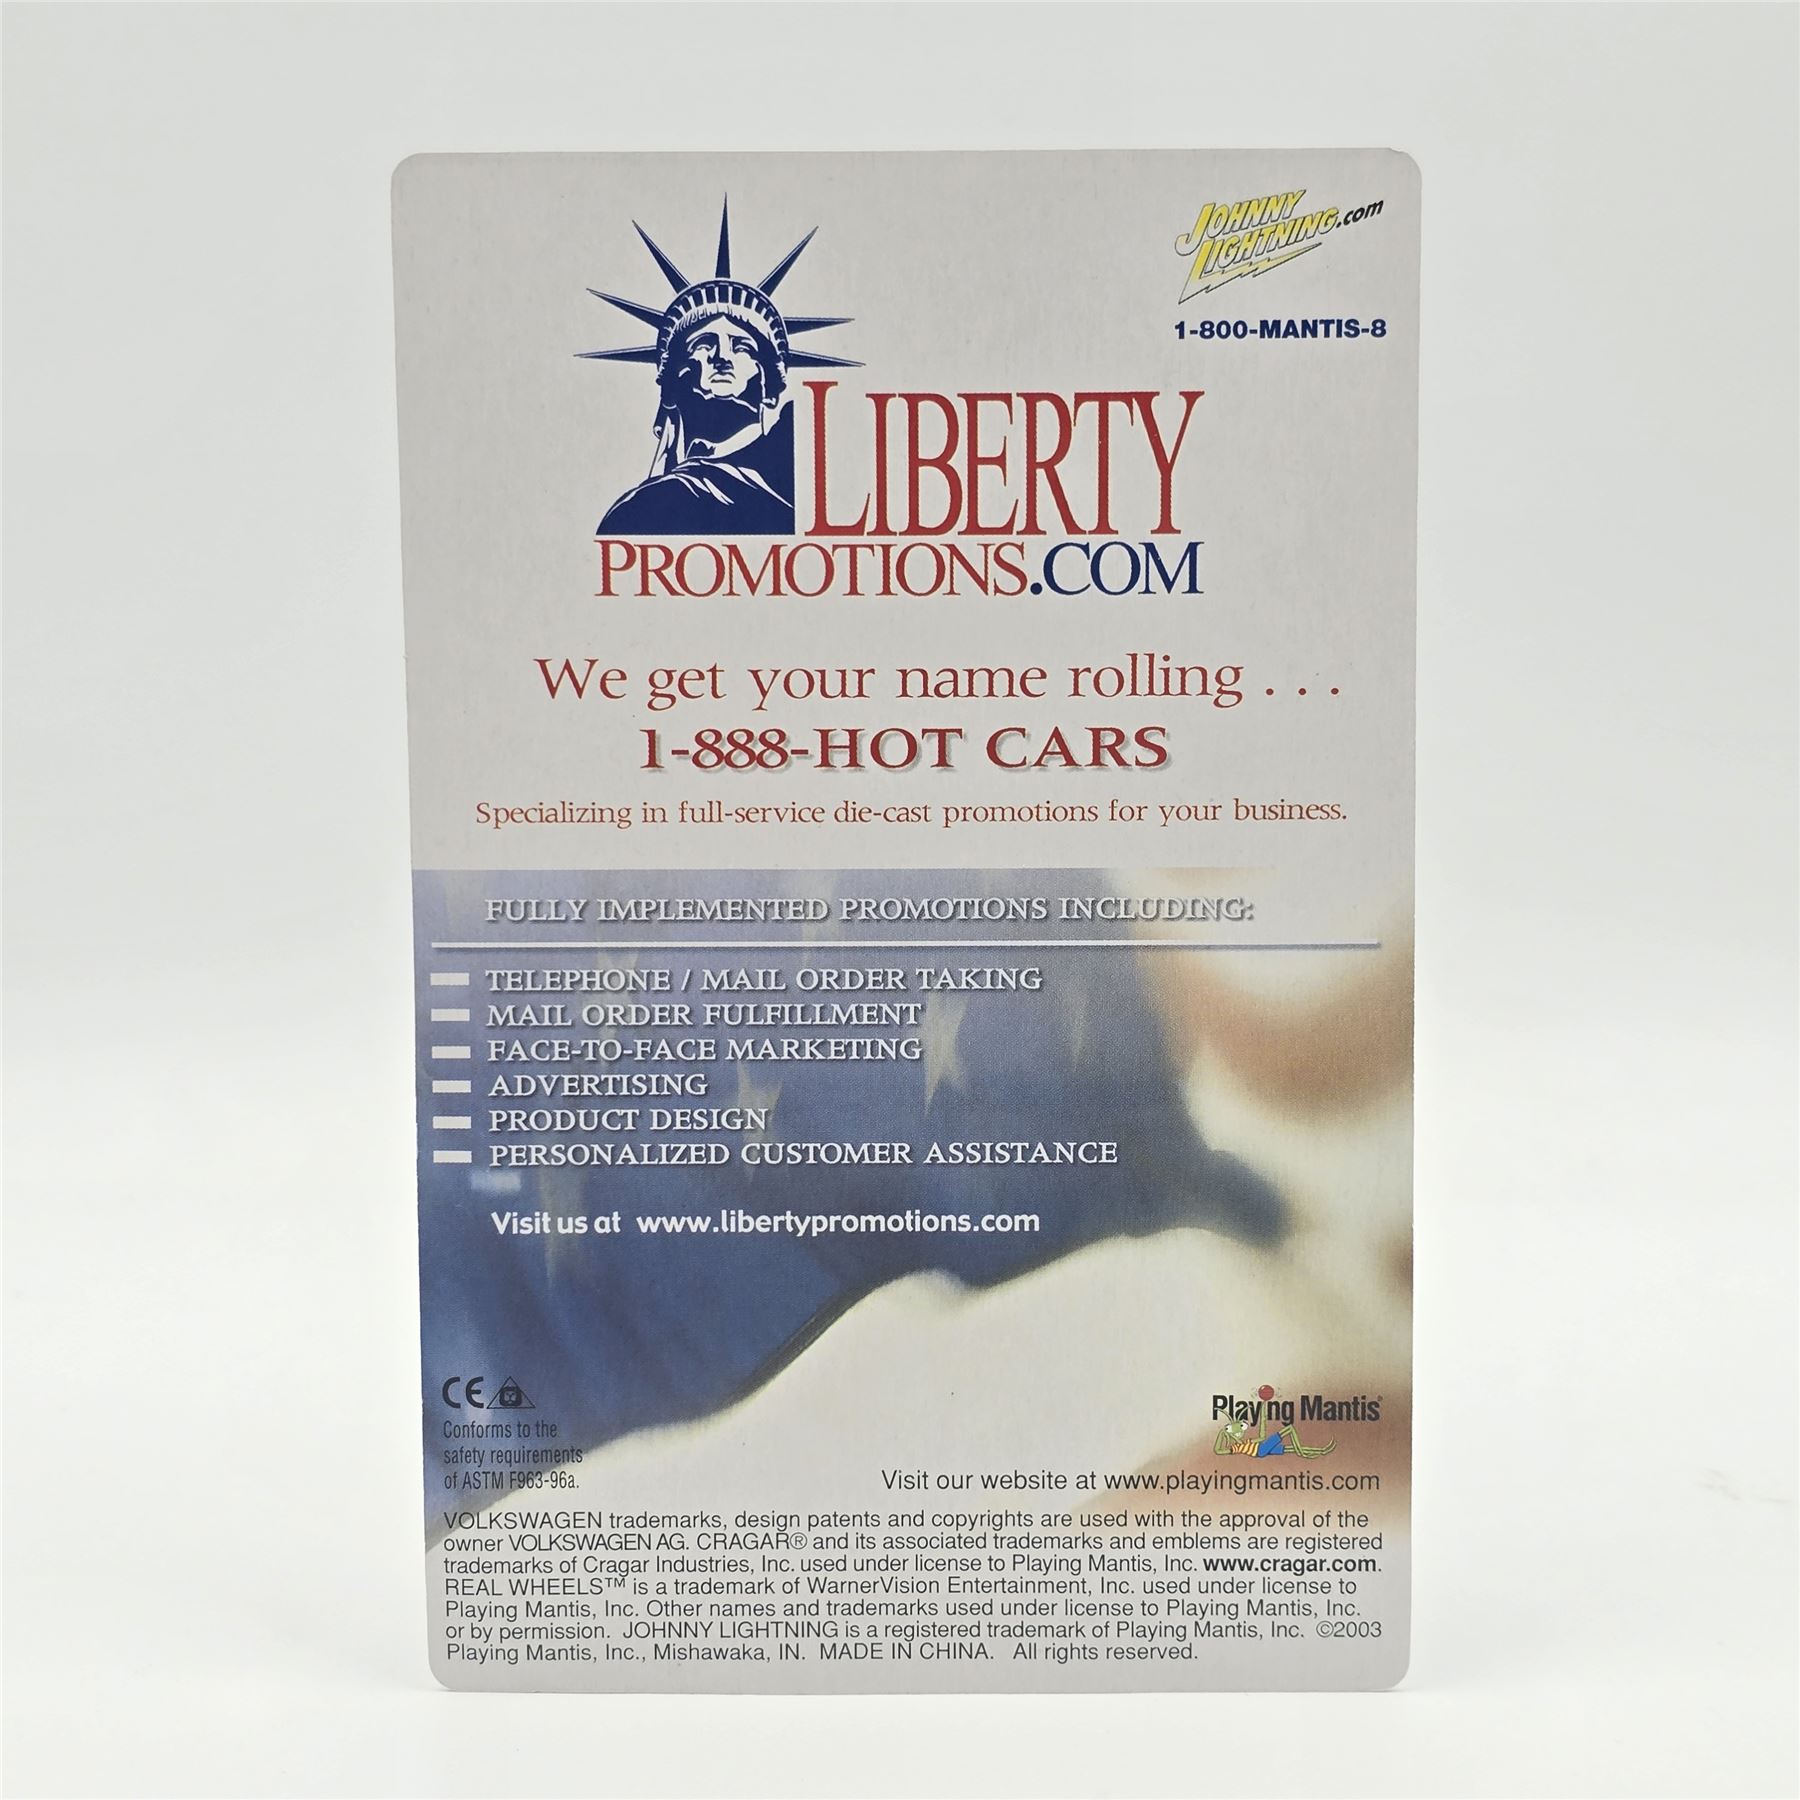 JOHNNY LIGHTNING.com
1-800-MANTIS-8
LIBERTY
PROMOTIONS.COM
We get your name rolling . . .
1-888-HOT CARS
Specializing in full-service die-cast promotions for your business.
FULLY IMPLEMENTED PROMOTIONS INCLUDING:
TELEPHONE / MAIL ORDER TAKING
MAIL ORDER FULFILLMENT
FACE-TO-FACE MARKETING
ADVERTISING
PRODUCT DESIGN
PERSONALIZED CUSTOMER ASSISTANCE
Visit us at www.libertypromotions.com
CE
Conforms to the
safety requirements
of ASTM F963-96a.
Playing Mantis
Visit our website at www.playingmantis.com
VOLKSWAGEN trademarks, design patents and copyrights are used with the approval of the
owner VOLKSWAGEN AG. CRAGAR® and its associated trademarks and emblems are registered
trademarks of Cragar Industries, Inc. used under license to Playing Mantis, Inc. www.cragar.com.
REAL WHEELS™ is a trademark of WarnerVision Entertainment, Inc. used under license to
Playing Mantis, Inc. Other names and trademarks used under license to Playing Mantis, Inc.
or by permission. JOHNNY LIGHTNING is a registered trademark of Playing Mantis, Inc. ©2003
Playing Mantis, Inc., Mishawaka, IN. MADE IN CHINA. All rights reserved.